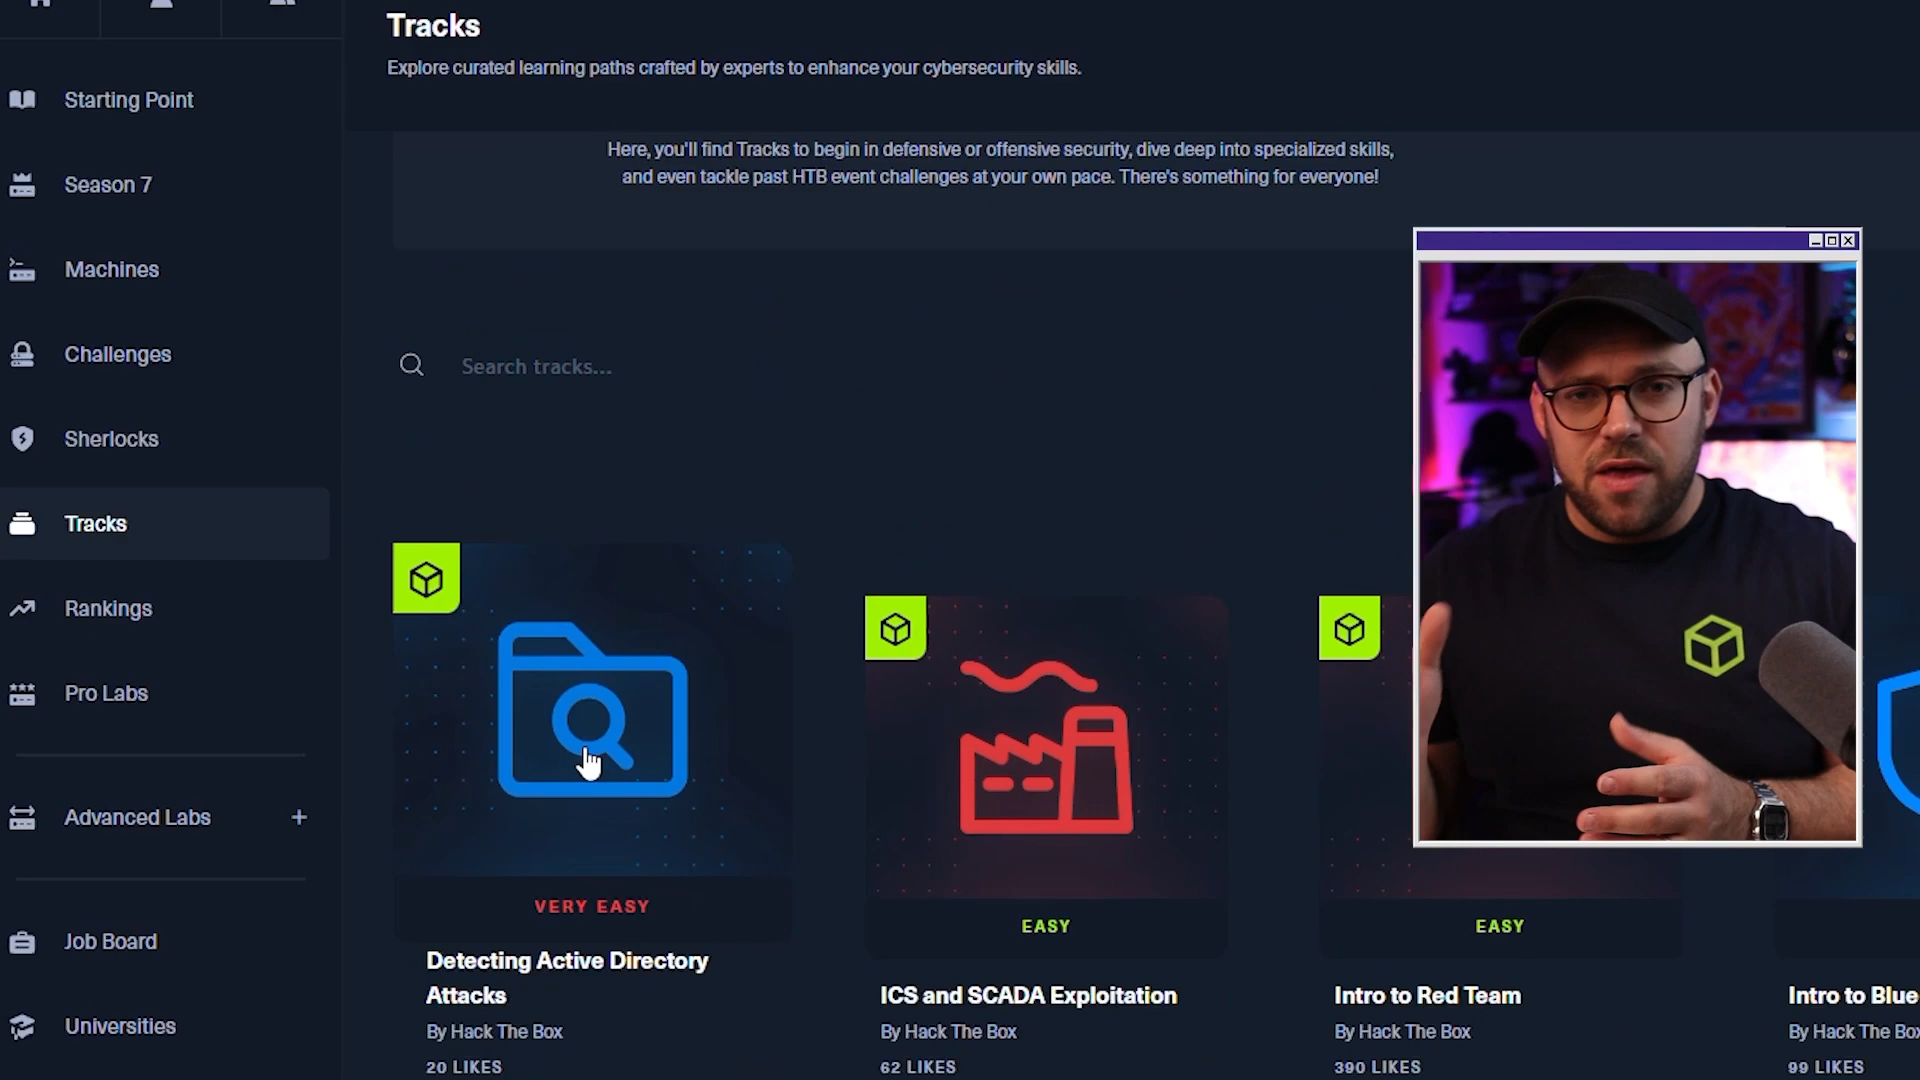 Tracks
Explore curated learning paths crafted by experts to enhance your cybersecurity skills.
Starting Point
Season 7
Machines
Challenges
Sherlocks
Tracks
Rankings
Pro Labs
Advanced Labs
Job Board
Universities
Here, you'll find Tracks to begin in defensive or offensive security, dive deep into specialized skills,
and even tackle past HTB event challenges at your own pace. There's something for everyone!
Search tracks...
VERY EASY
Detecting Active Directory
Attacks
By Hack The Box
20 LIKES
EASY
ICS and SCADA Exploitation
By Hack The Box
62 LIKES
EASY
Intro to Red Team
By Hack The Box
390 LIKES
Intro to Blue
By Hack The Box
99 LIKES